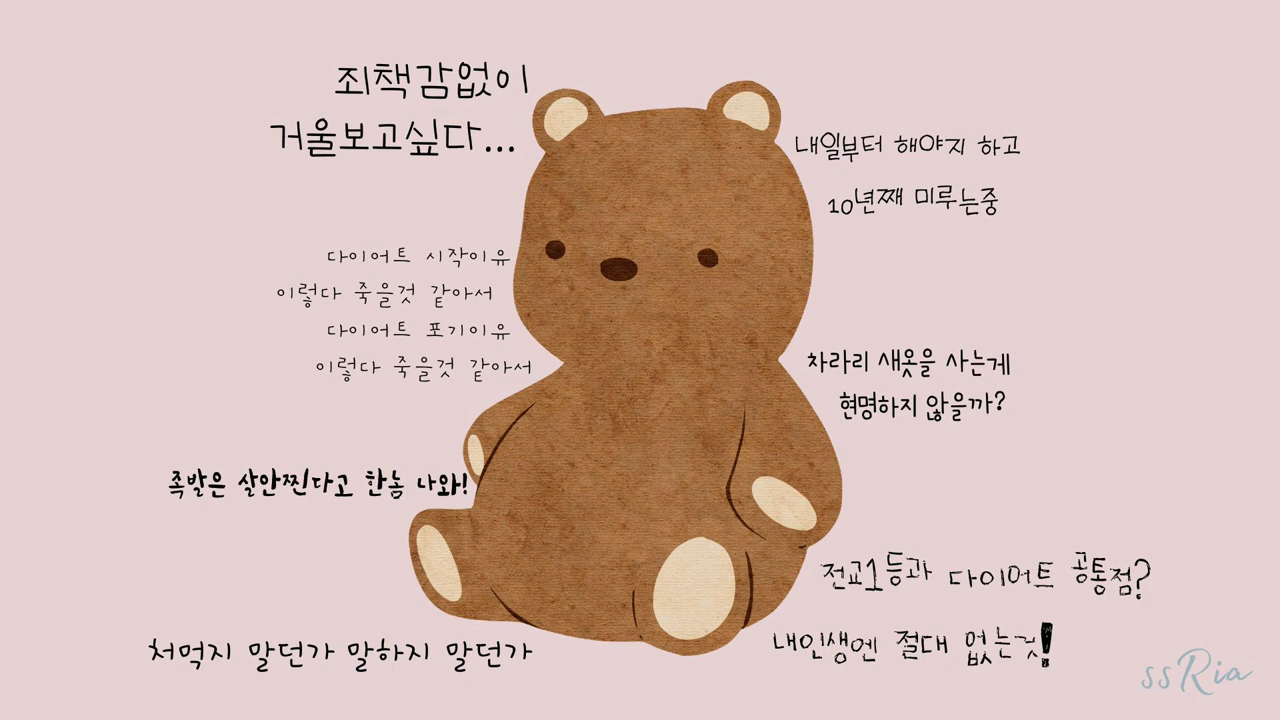 죄책감없이
거울보고싶다...
내일부터 해야지 하고
10년째 미루는중
다이어트 시작이유
이렇다 죽을것 같아서
다이어트 포기이유
이렇다 죽을것 같아서
차라리 새옷을 사는게
현명하지 않을까?
족발은 살안찐다고 한놈 나와!
전교1등과 다이어트 공통점?
내인생엔 절대 없는것!
처먹지 말던가 말하지 말던가
ssRia